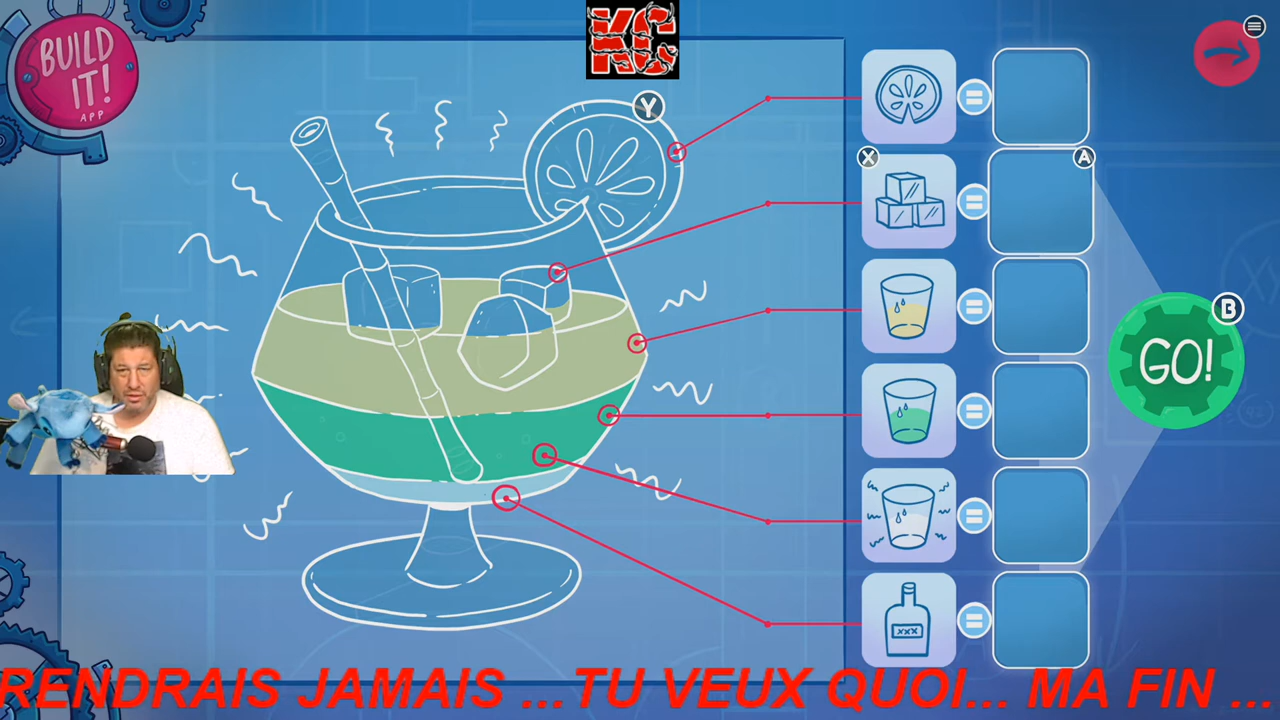 BUILD
IT!
APP
KC
Y
X
A
B
GO!
XXX
RENDRAIS JAMAIS ...TU VEUX QUOI... MA FIN ...